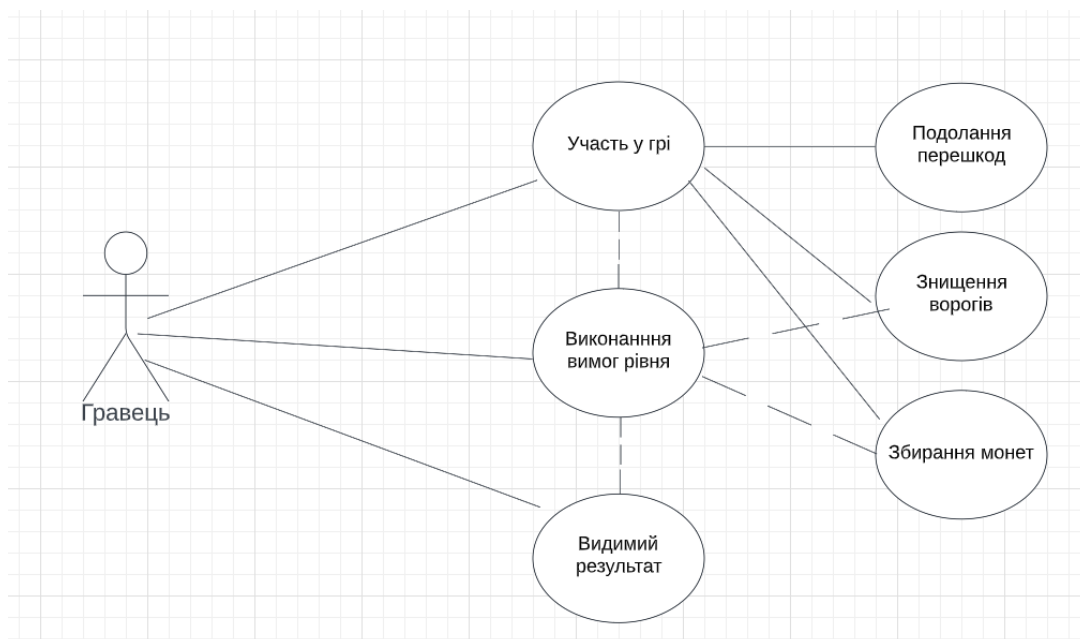 Участь у грі
Подолання
перешкод
Знищення
ворогів
Виконанння
вимог рівня
Гравець
Збирання монет
Видимий
результат